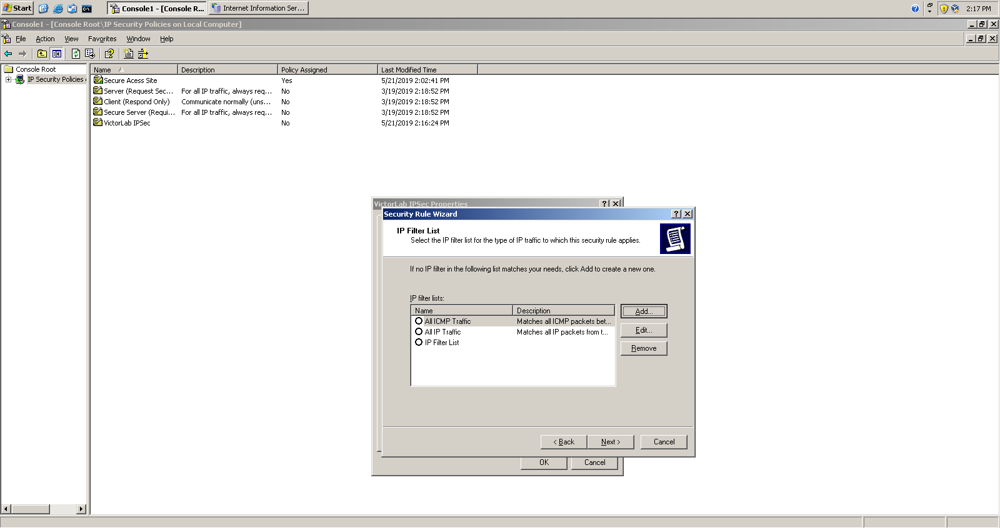 Start
Console1 - [Console R...
Internet Information Ser...
2:17 PM
Console1 - [Console Root\IP Security Policies on Local Computer]
File Action View Favorites Window Help
Console Root
IP Security Policies
Name Description Policy Assigned Last Modified Time
Secure Acess Site Yes 5/21/2019 2:02:41 PM
Server (Request Sec... For all IP traffic, always req... No 3/19/2019 2:18:52 PM
Client (Respond Only) Communicate normally (uns... No 3/19/2019 2:18:52 PM
Secure Server (Requi... For all IP traffic, always req... No 3/19/2019 2:18:52 PM
VictorLab IPSec No 5/21/2019 2:16:24 PM
VictorLab IPSec Properties
Security Rule Wizard
IP Filter List
Select the IP filter list for the type of IP traffic to which this security rule applies.
If no IP filter in the following list matches your needs, click Add to create a new one.
IP filter lists:
Name Description
All ICMP Traffic Matches all ICMP packets bet...
All IP Traffic Matches all IP packets from t...
IP Filter List
Add...
Edit...
Remove
< Back Next > Cancel
OK Cancel